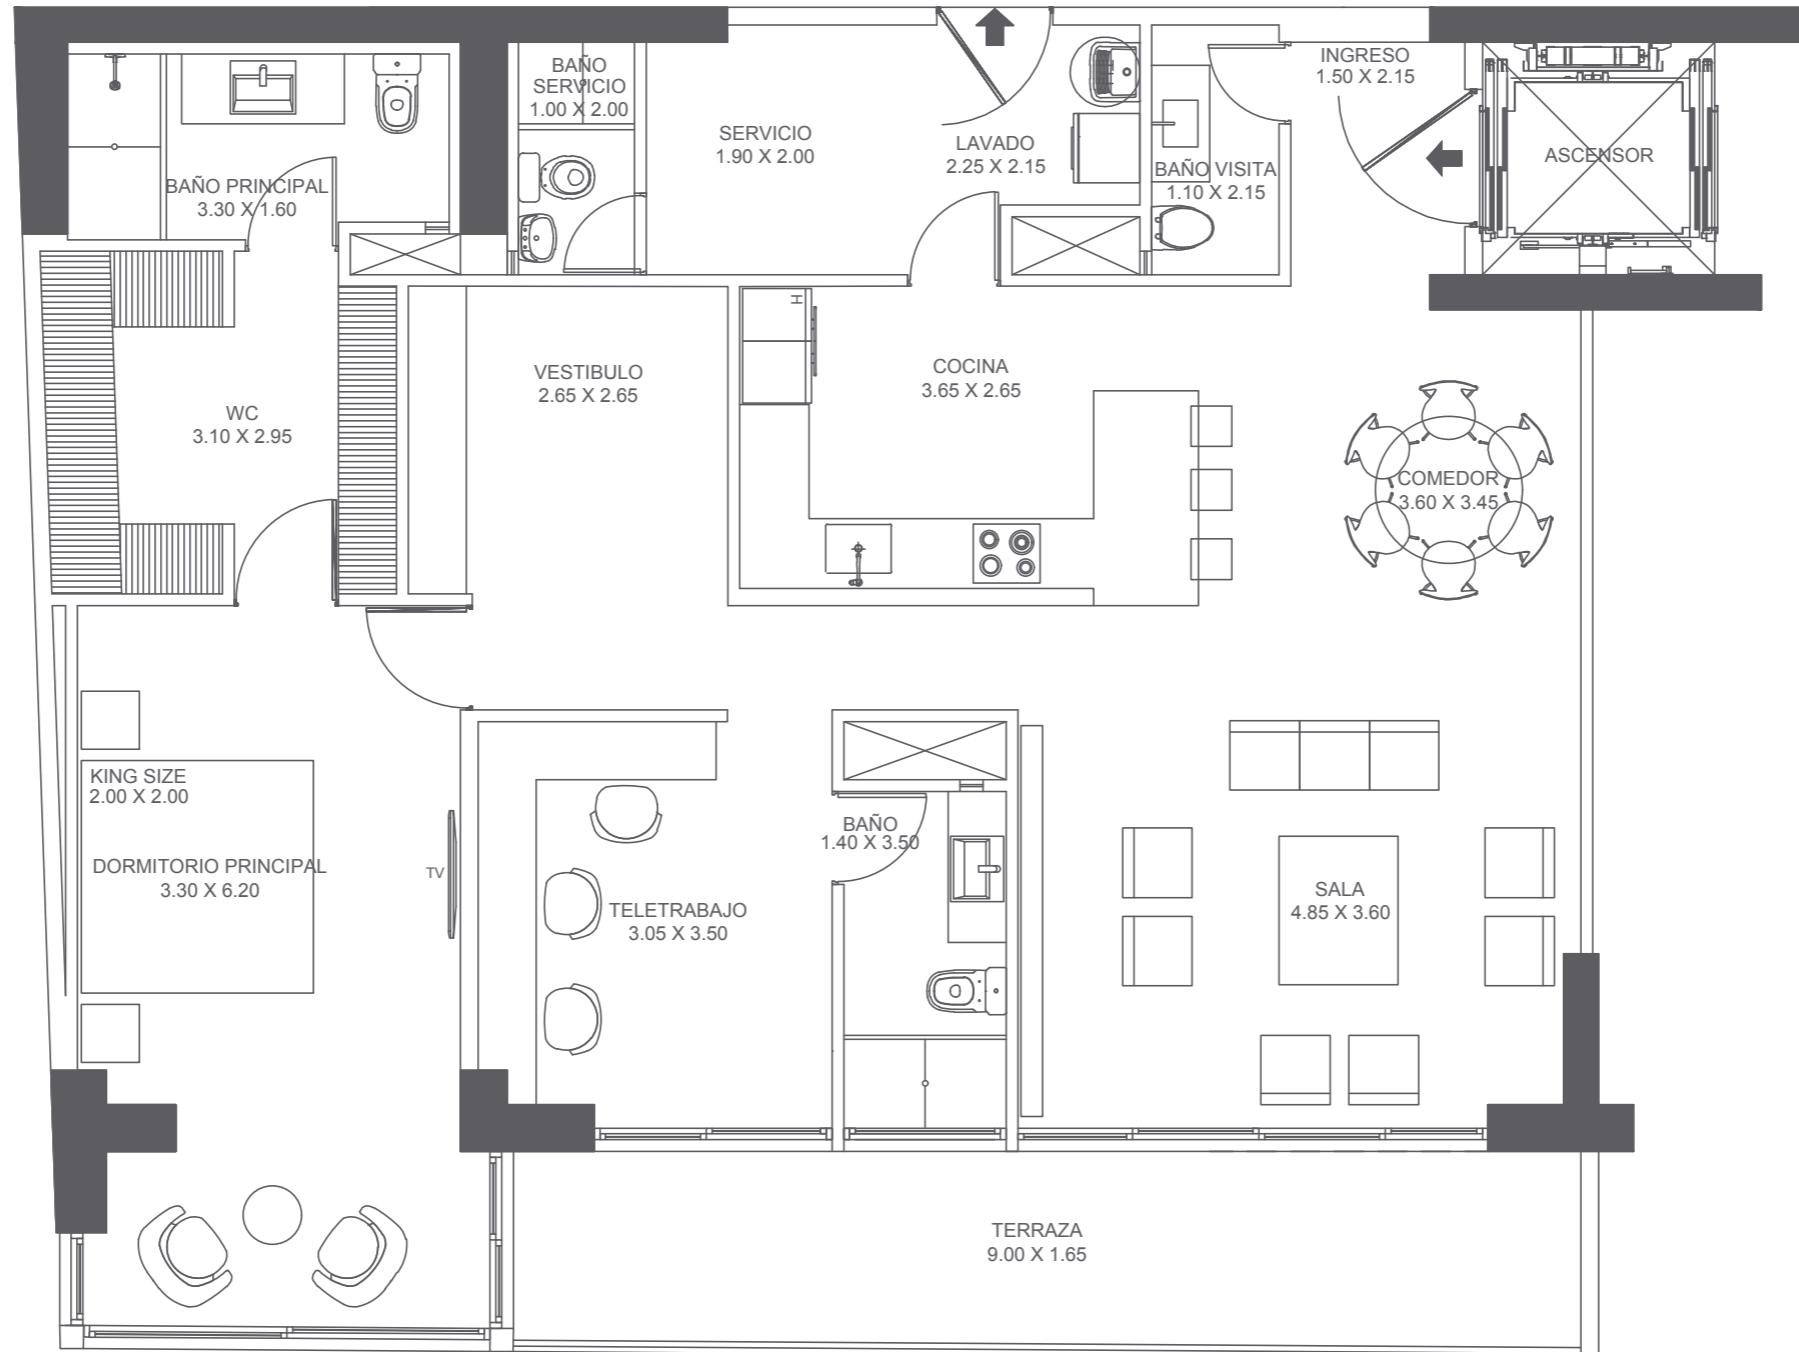 BAÑO
SERVICIO
1.00 X 2.00
INGRESO
1.50 X 2.15
SERVICIO
1.90 X 2.00
LAVADO
2.25 X 2.15
ASCENSOR
BAÑO VISITA
1.10 X 2.15
BAÑO PRINCIPAL
3.30 X 1.60
H
VESTIBULO
2.65 X 2.65
COCINA
3.65 X 2.65
WC
3.10 X 2.95
COMEDOR
3.60 X 3.45
KING SIZE
2.00 X 2.00
DORMITORIO PRINCIPAL
3.30 X 6.20
TV
BAÑO
1.40 X 3.50
TELETRABAJO
3.05 X 3.50
SALA
4.85 X 3.60
TERRAZA
9.00 X 1.65